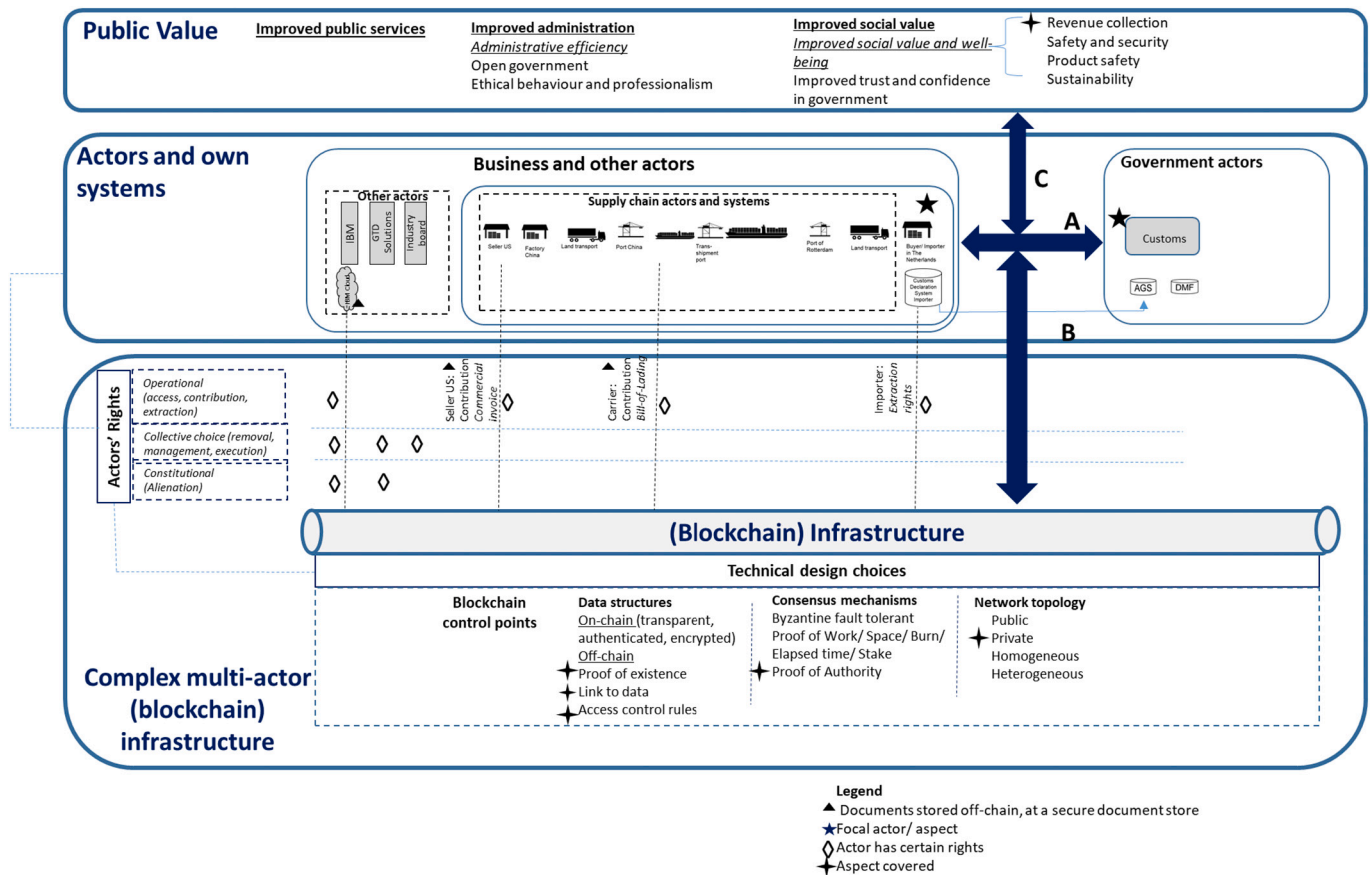 Public Value
Improved public services
Improved administration
Administrative efficiency
Open government
Ethical behaviour and professionalism
Improved social value
Improved social value and well-
being
Improved trust and confidence
in government
Revenue collection
Safety and security
Product safety
Sustainability
Actors and own
systems
Business and other actors
Other actors
IBM
GTD
Solutions
Industry
board
IBM Cloud
Supply chain actors and systems
Seller US
Factory
China
Land transport
Port China
Trans-
shipment
port
Port of
Rotterdam
Land transport
Buyer/ Importer
in The
Netherlands
Customs
Declaration
System
Importer
Government actors
Customs
AGS
DMF
C
A
B
Actors' Rights
Operational
(access, contribution,
extraction)
Collective choice (removal,
management, execution)
Constitutional
(Alienation)
Seller US:
Contribution
Commercial
invoice
Carrier:
Contribution
Bill-of-Lading
Importer:
Extraction
rights
(Blockchain) Infrastructure
Technical design choices
Blockchain
control points
Data structures
On-chain (transparent,
authenticated, encrypted)
Off-chain
Proof of existence
Link to data
Access control rules
Consensus mechanisms
Byzantine fault tolerant
Proof of Work/ Space/ Burn/
Elapsed time/ Stake
Proof of Authority
Network topology
Public
Private
Homogeneous
Heterogeneous
Complex multi-actor
(blockchain)
infrastructure
Legend
Documents stored off-chain, at a secure document store
Focal actor/ aspect
Actor has certain rights
Aspect covered